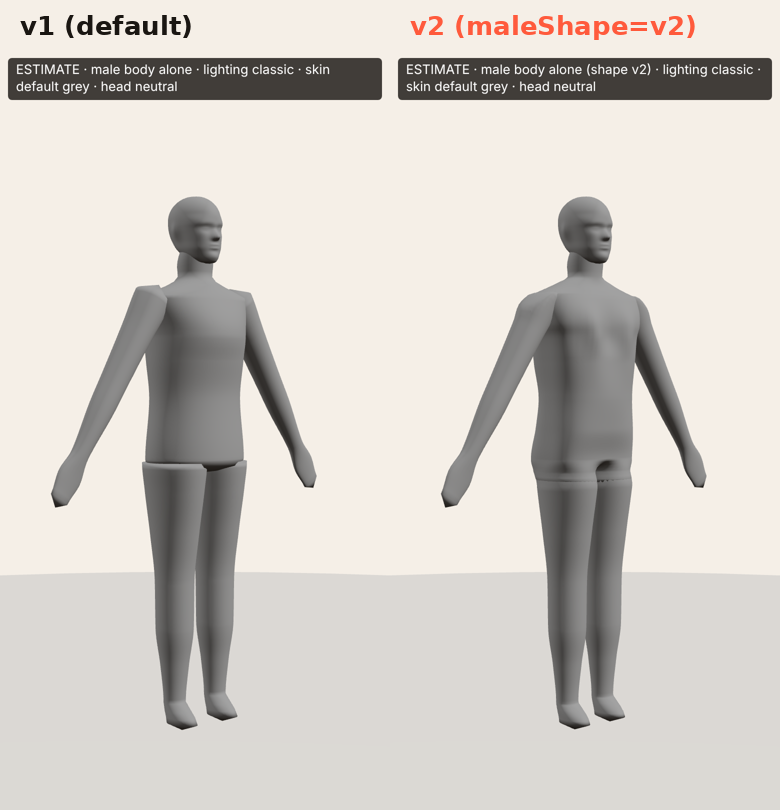 v1 (default)
v2 (maleShape=v2)
ESTIMATE · male body alone · lighting classic · skin
default grey · head neutral
ESTIMATE · male body alone (shape v2) · lighting classic ·
skin default grey · head neutral